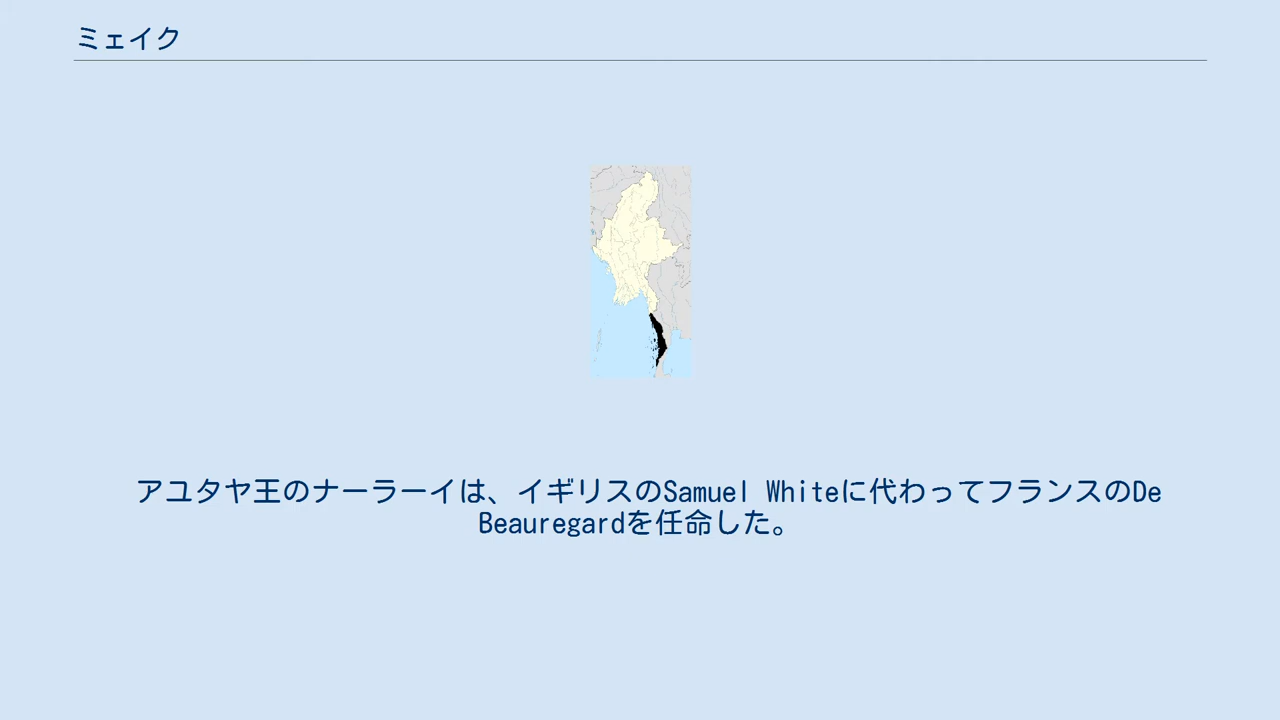 ミェイク
アユタヤ王のナーラーイは、イギリスのSamuel Whiteに代わってフランスのDe
Beauregardを任命した。